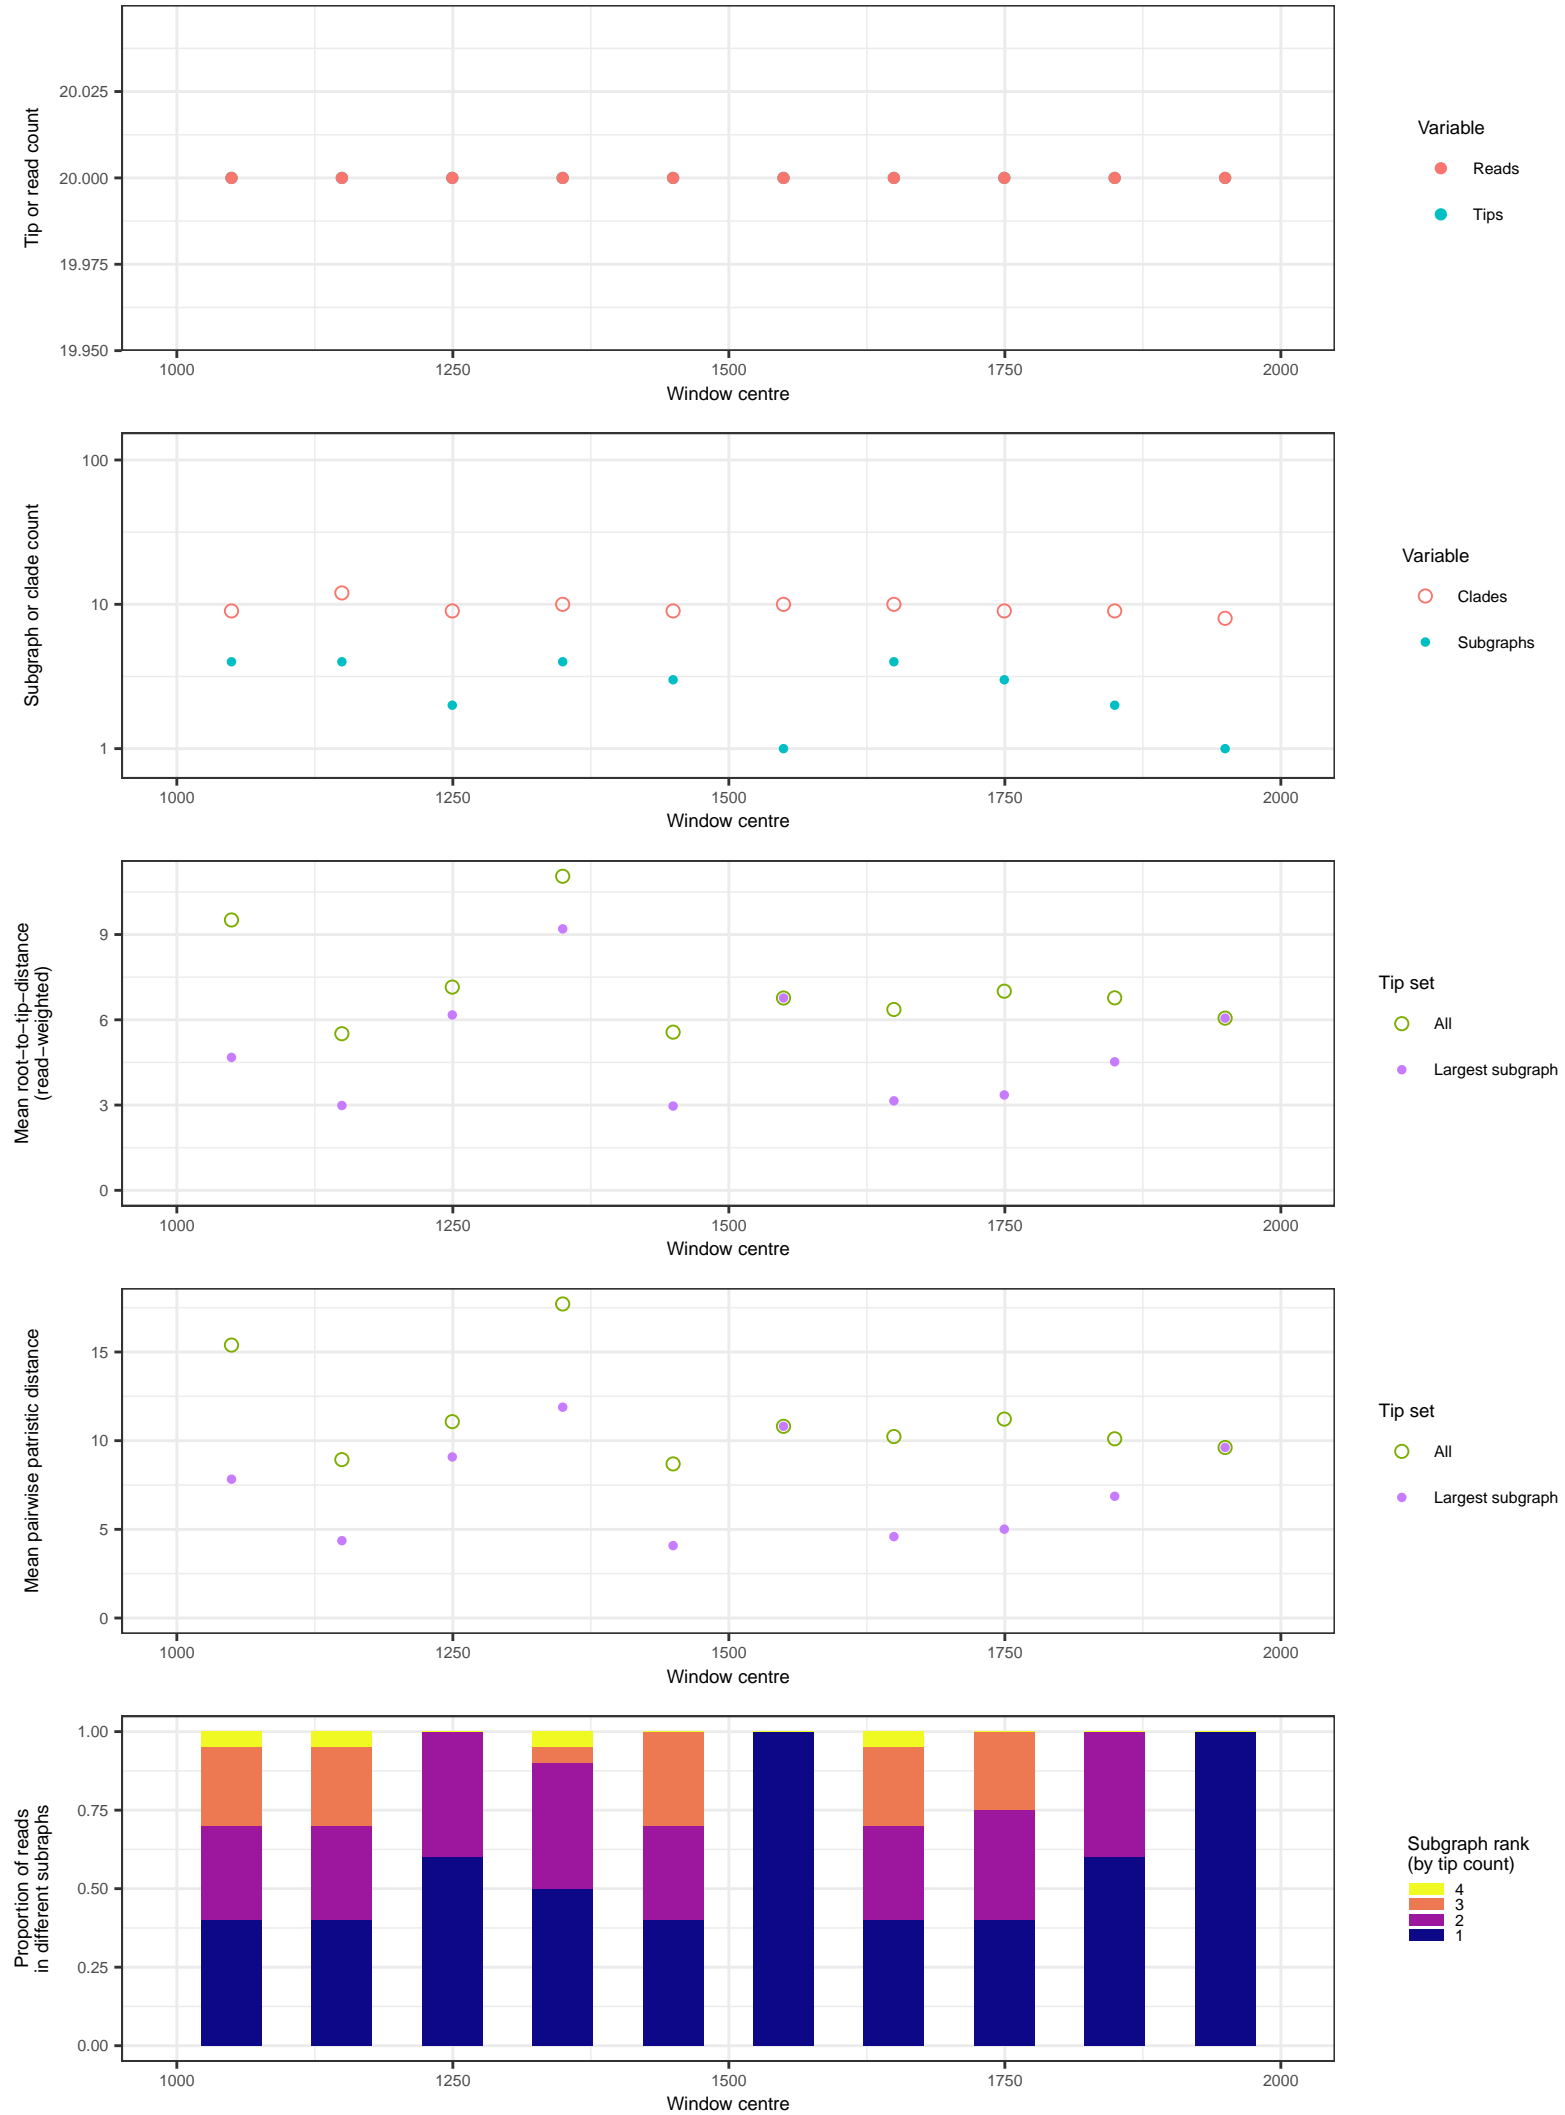 Tip or read count
20.025
20.000
19.975
19.950
1000 1250 1500 1750 2000
Window centre
Variable
Reads
Tips
Subgraph or clade count
100
10
1
1000 1250 1500 1750 2000
Window centre
Variable
Clades
Subgraphs
Mean root−to−tip−distance
(read−weighted)
9
6
3
0
1000 1250 1500 1750 2000
Window centre
Tip set
All
Largest subgraph
Mean pairwise patristic distance
15
10
5
0
1000 1250 1500 1750 2000
Window centre
Tip set
All
Largest subgraph
Proportion of reads
in different subraphs
1.00
0.75
0.50
0.25
0.00
1000 1250 1500 1750 2000
Window centre
Subgraph rank
(by tip count)
4
3
2
1